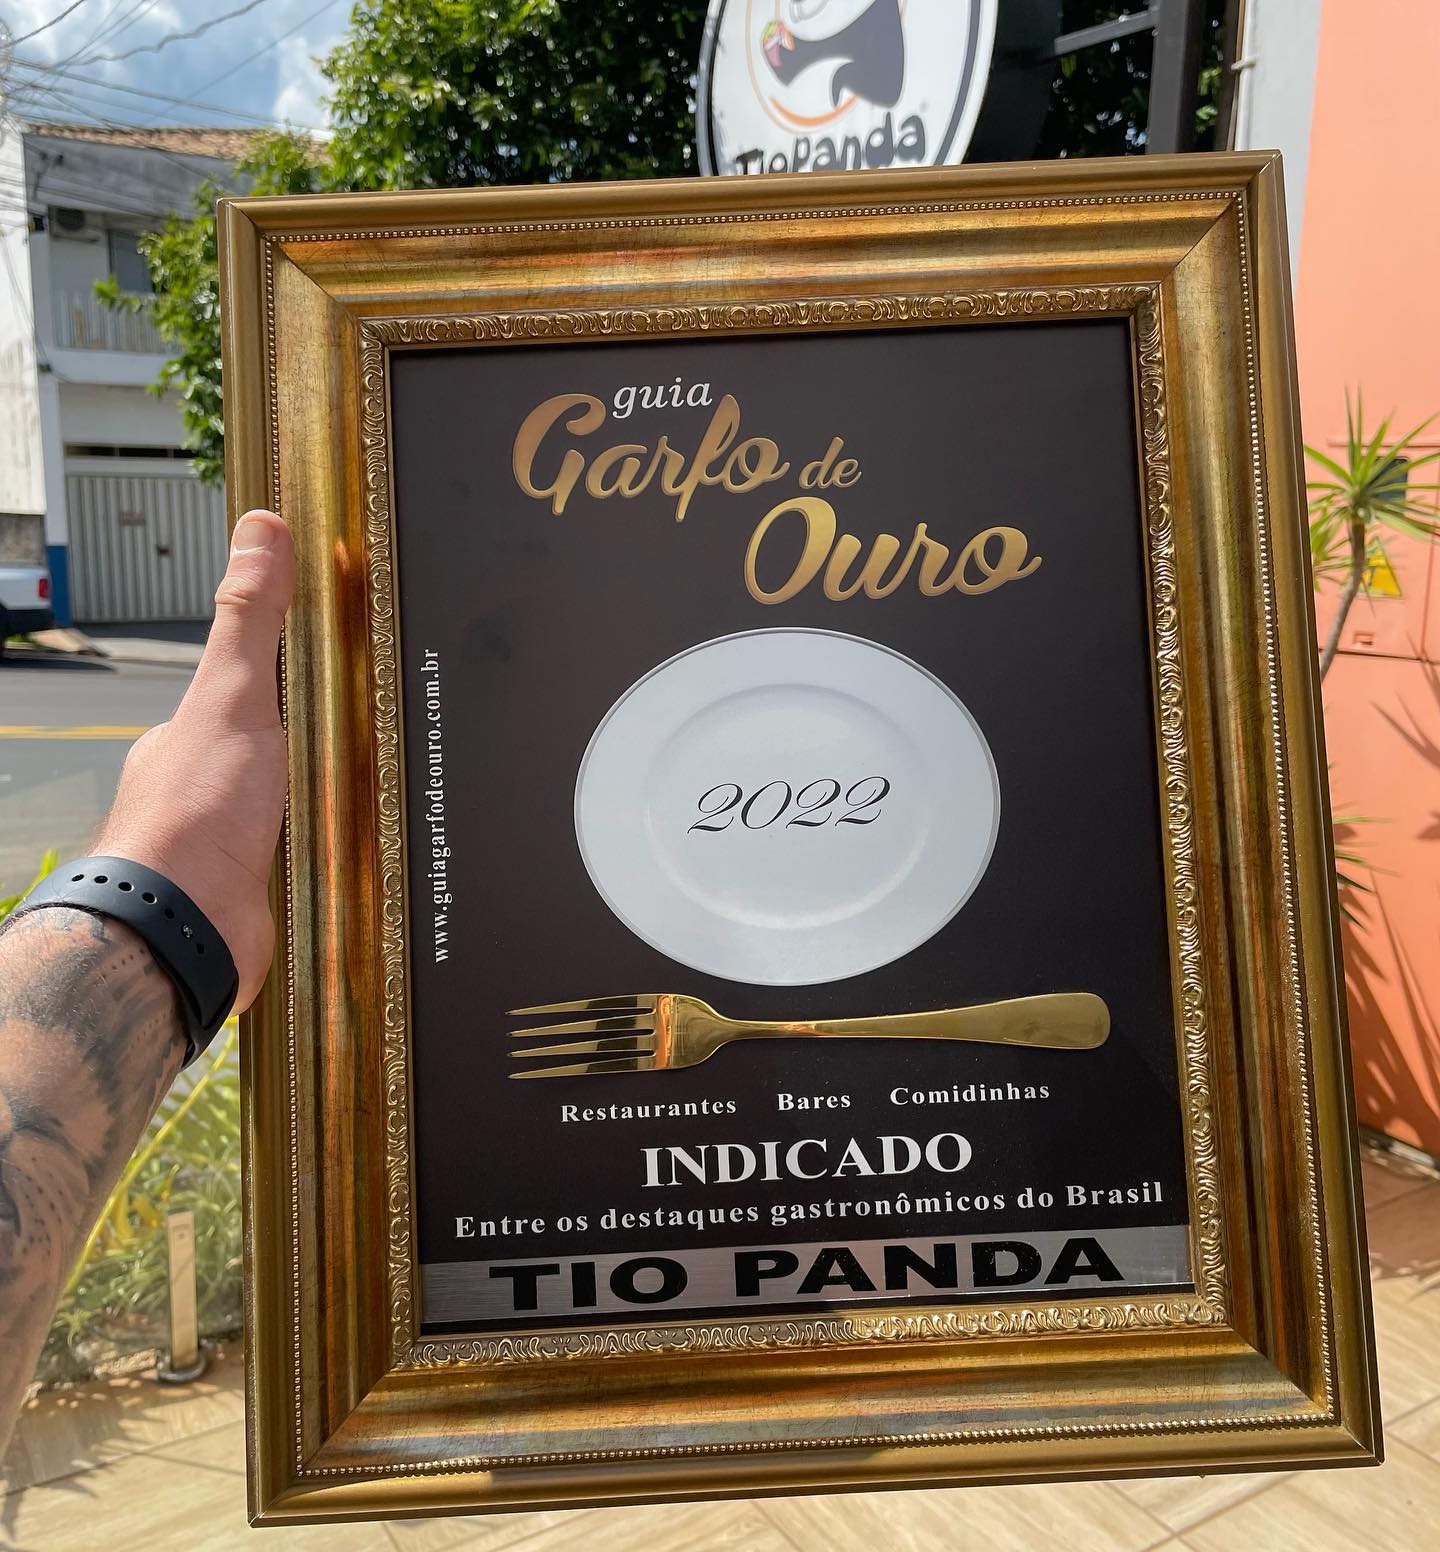 TioPanda
guia
Garfo de
Ouro
www.guiagarfodeouro.com.br
2022
Restaurantes Bares Comidinhas
INDICADO
Entre os destaques gastronômicos do Brasil
TIO PANDA